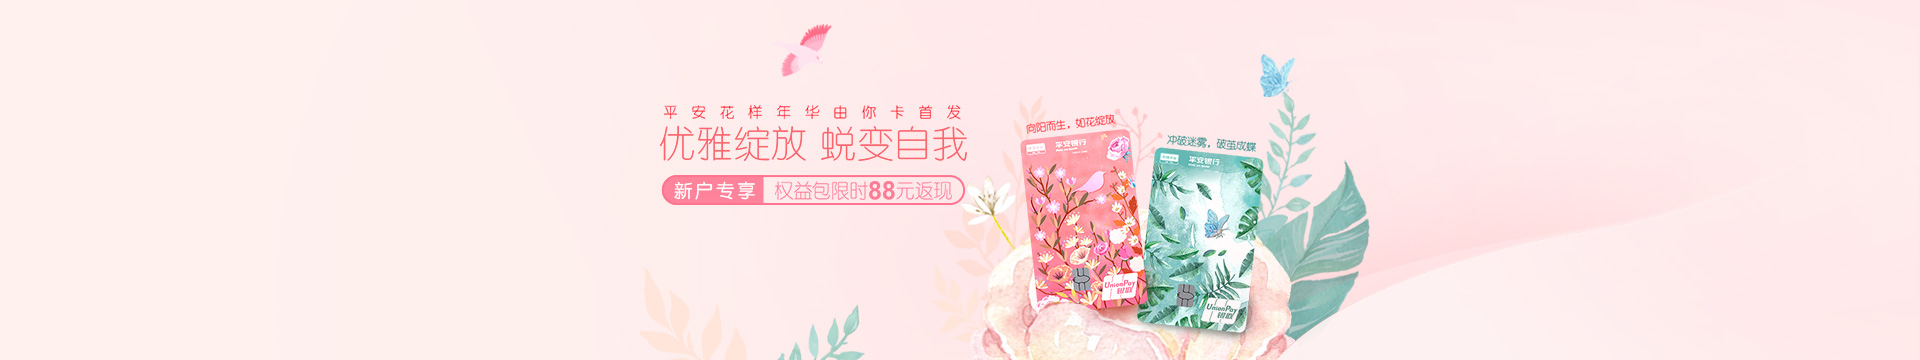 平安花样年华由你卡首发
优雅绽放 蜕变自我
新户专享 权益包限时88元返现
向阳而生，如花绽放
平安银行
UnionPay
银联
冲破迷雾，破茧成蝶
平安银行
UnionPay
银联